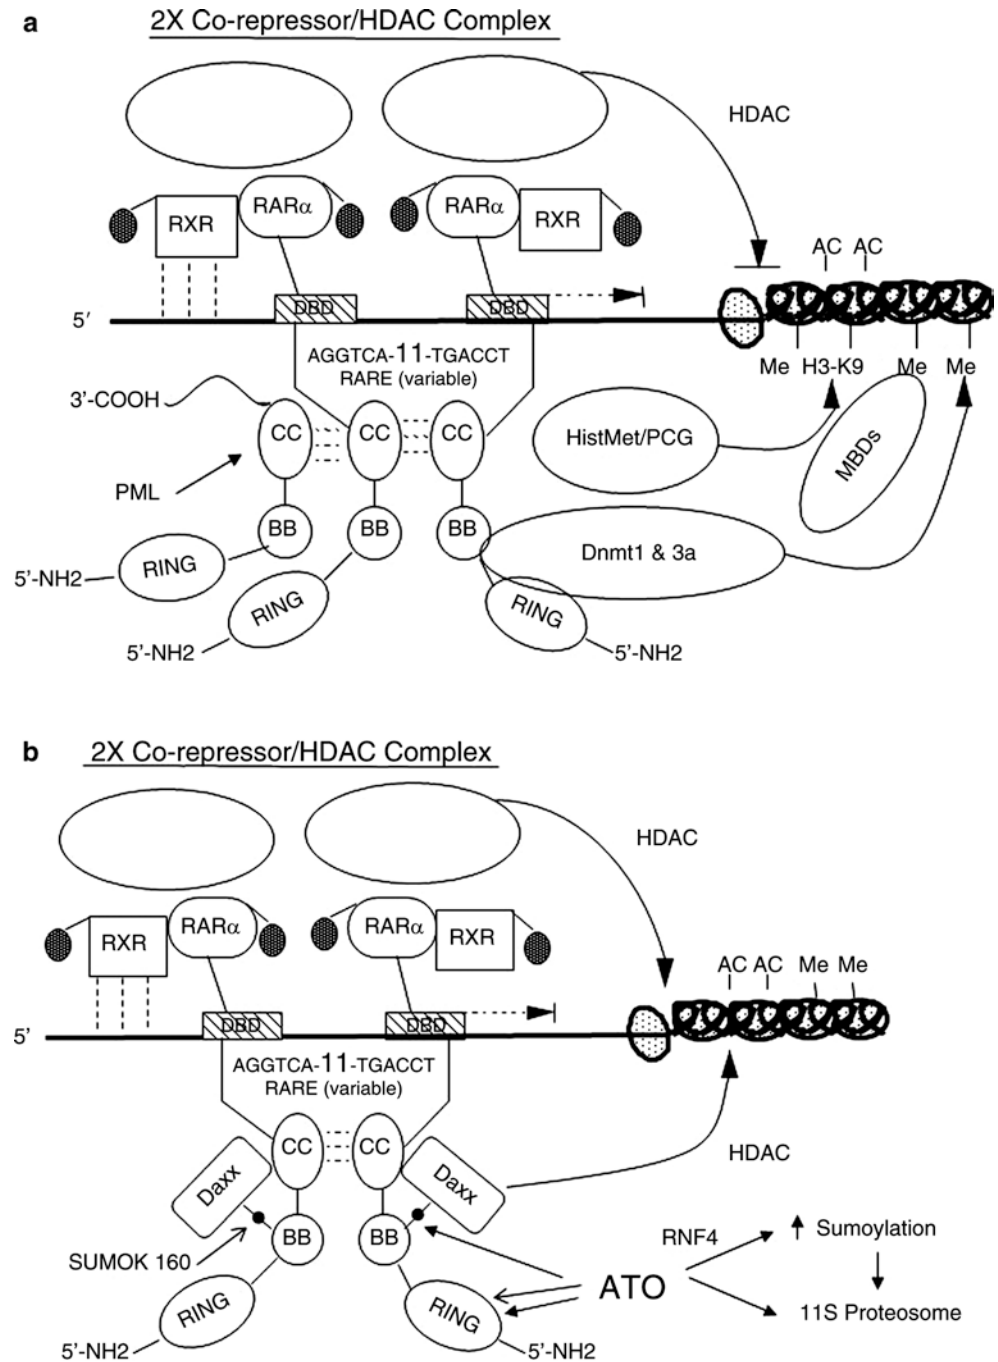 a
2X Co-repressor/HDAC Complex
HDAC
RXR
RARα
RARα
RXR
AC AC
DBD
DBD
5′
AGGTCA-11-TGACCT
RARE (variable)
Me H3-K9 Me Me
3’-COOH
CC
CC
CC
HistMet/PCG
MBDs
PML
BB
BB
BB
Dnmt1 & 3a
5’-NH2
RING
RING
RING
5’-NH2
5’-NH2
b
2X Co-repressor/HDAC Complex
HDAC
RXR
RARα
RARα
RXR
AC AC Me Me
DBD
DBD
5’
AGGTCA-11-TGACCT
RARE (variable)
CC
CC
HDAC
Daxx
Daxx
BB
BB
SUMOK 160
RNF4
Sumoylation
ATO
11S Proteosome
RING
RING
5’-NH2
5’-NH2